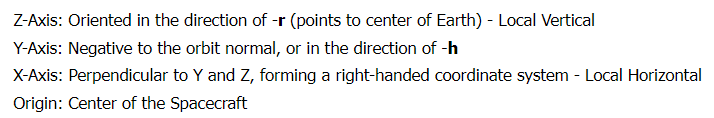 Z-Axis: Oriented in the direction of -r (points to center of Earth) - Local Vertical
Y-Axis: Negative to the orbit normal, or in the direction of -h
X-Axis: Perpendicular to Y and Z, forming a right-handed coordinate system - Local Horizontal
Origin: Center of the Spacecraft